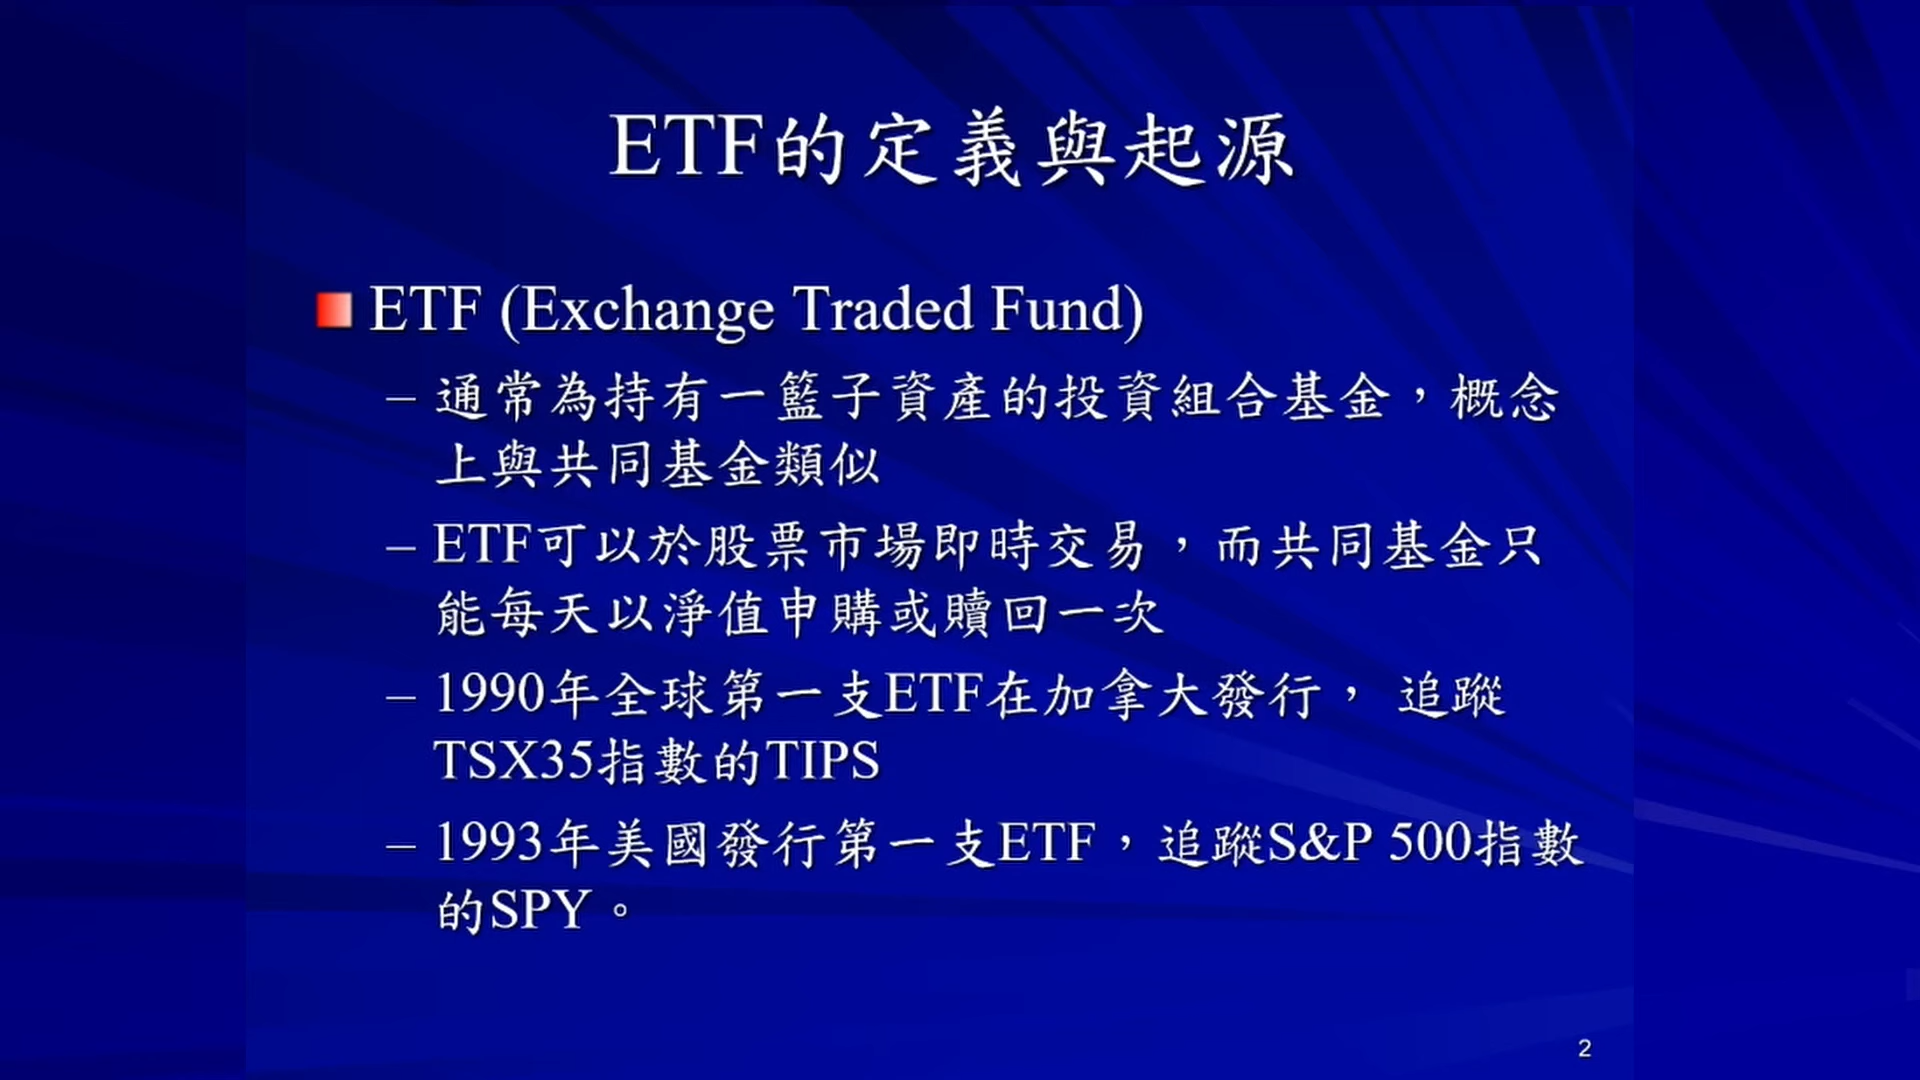 ETF的定義與起源
ETF (Exchange Traded Fund)
– 通常為持有一籃子資產的投資組合基金，概念
上與共同基金類似
– ETF可以於股票市場即時交易，而共同基金只
能每天以淨值申購或贖回一次
– 1990年全球第一支ETF在加拿大發行， 追蹤
TSX35指數的TIPS
– 1993年美國發行第一支ETF，追蹤S&P 500指數
的SPY。
2